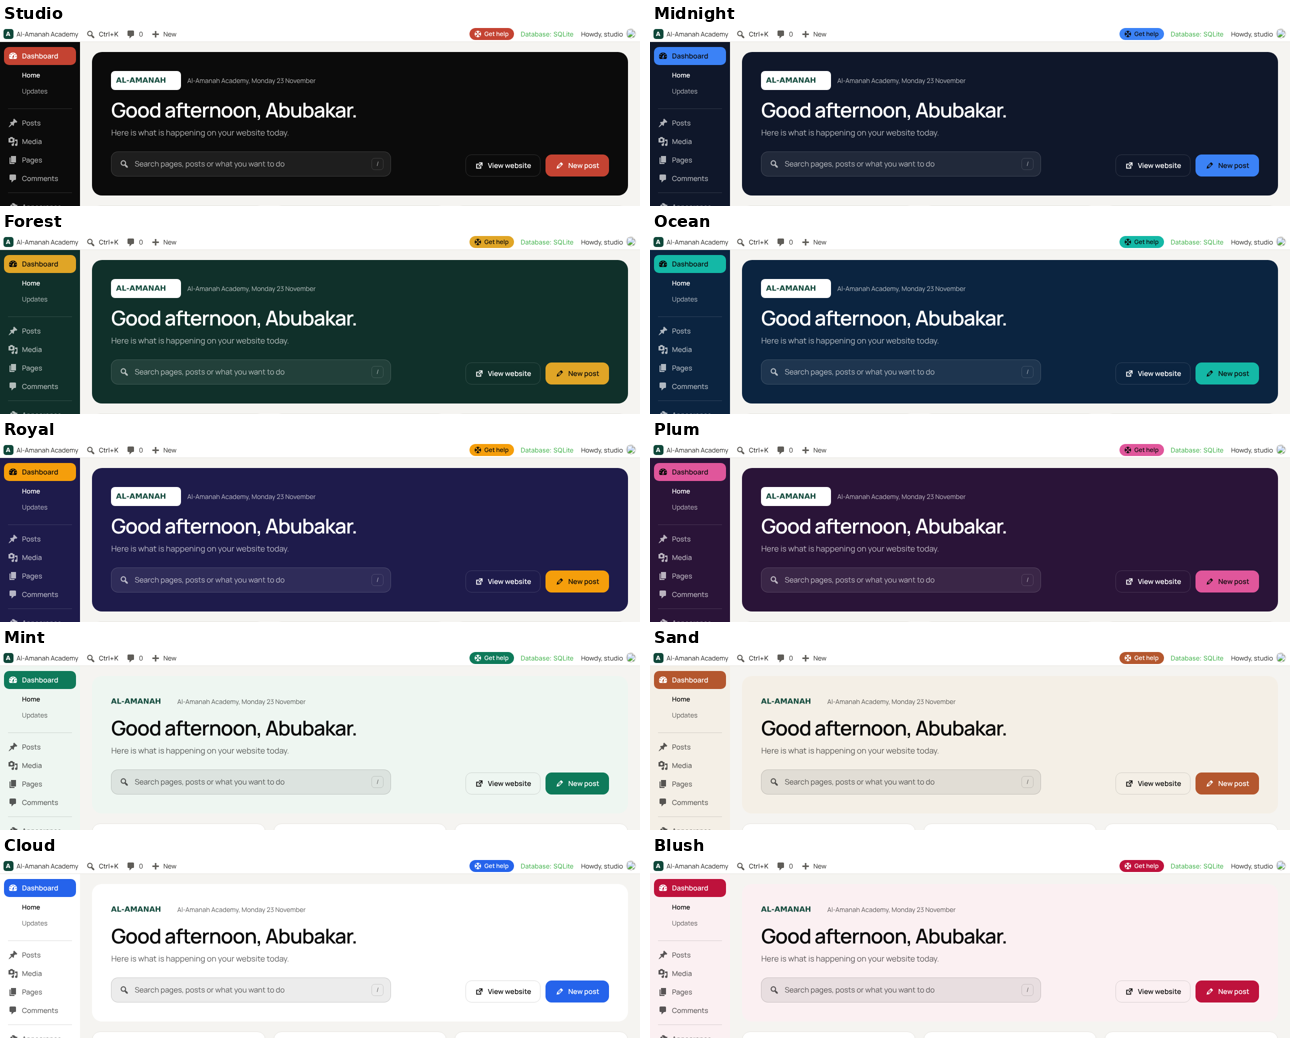 Studio
Al-Amanah Academy Ctrl+K 0 New Get help Database: SQLite Howdy, studio
Dashboard
Home
Updates
Posts
Media
Pages
Comments
AL-AMANAH Al-Amanah Academy, Monday 23 November
Good afternoon, Abubakar.
Here is what is happening on your website today.
Search pages, posts or what you want to do / View website New post
Midnight
Al-Amanah Academy Ctrl+K 0 New Get help Database: SQLite Howdy, studio
Dashboard
Home
Updates
Posts
Media
Pages
Comments
AL-AMANAH Al-Amanah Academy, Monday 23 November
Good afternoon, Abubakar.
Here is what is happening on your website today.
Search pages, posts or what you want to do / View website New post
Forest
Al-Amanah Academy Ctrl+K 0 New Get help Database: SQLite Howdy, studio
Dashboard
Home
Updates
Posts
Media
Pages
Comments
AL-AMANAH Al-Amanah Academy, Monday 23 November
Good afternoon, Abubakar.
Here is what is happening on your website today.
Search pages, posts or what you want to do / View website New post
Ocean
Al-Amanah Academy Ctrl+K 0 New Get help Database: SQLite Howdy, studio
Dashboard
Home
Updates
Posts
Media
Pages
Comments
AL-AMANAH Al-Amanah Academy, Monday 23 November
Good afternoon, Abubakar.
Here is what is happening on your website today.
Search pages, posts or what you want to do / View website New post
Royal
Al-Amanah Academy Ctrl+K 0 New Get help Database: SQLite Howdy, studio
Dashboard
Home
Updates
Posts
Media
Pages
Comments
AL-AMANAH Al-Amanah Academy, Monday 23 November
Good afternoon, Abubakar.
Here is what is happening on your website today.
Search pages, posts or what you want to do / View website New post
Plum
Al-Amanah Academy Ctrl+K 0 New Get help Database: SQLite Howdy, studio
Dashboard
Home
Updates
Posts
Media
Pages
Comments
AL-AMANAH Al-Amanah Academy, Monday 23 November
Good afternoon, Abubakar.
Here is what is happening on your website today.
Search pages, posts or what you want to do / View website New post
Mint
Al-Amanah Academy Ctrl+K 0 New Get help Database: SQLite Howdy, studio
Dashboard
Home
Updates
Posts
Media
Pages
Comments
AL-AMANAH Al-Amanah Academy, Monday 23 November
Good afternoon, Abubakar.
Here is what is happening on your website today.
Search pages, posts or what you want to do / View website New post
Sand
Al-Amanah Academy Ctrl+K 0 New Get help Database: SQLite Howdy, studio
Dashboard
Home
Updates
Posts
Media
Pages
Comments
AL-AMANAH Al-Amanah Academy, Monday 23 November
Good afternoon, Abubakar.
Here is what is happening on your website today.
Search pages, posts or what you want to do / View website New post
Cloud
Al-Amanah Academy Ctrl+K 0 New Get help Database: SQLite Howdy, studio
Dashboard
Home
Updates
Posts
Media
Pages
Comments
AL-AMANAH Al-Amanah Academy, Monday 23 November
Good afternoon, Abubakar.
Here is what is happening on your website today.
Search pages, posts or what you want to do / View website New post
Blush
Al-Amanah Academy Ctrl+K 0 New Get help Database: SQLite Howdy, studio
Dashboard
Home
Updates
Posts
Media
Pages
Comments
AL-AMANAH Al-Amanah Academy, Monday 23 November
Good afternoon, Abubakar.
Here is what is happening on your website today.
Search pages, posts or what you want to do / View website New post